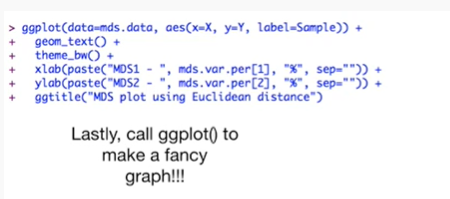 > ggplot(data=mds.data, aes(x=X, y=Y, label=Sample)) +
+   geom_text() +
+   theme_bw() +
+   xlab(paste("MDS1 - ", mds.var.per[1], "%", sep="")) +
+   ylab(paste("MDS2 - ", mds.var.per[2], "%", sep="")) +
+   ggtitle("MDS plot using Euclidean distance")
Lastly, call ggplot() to
make a fancy
graph!!!